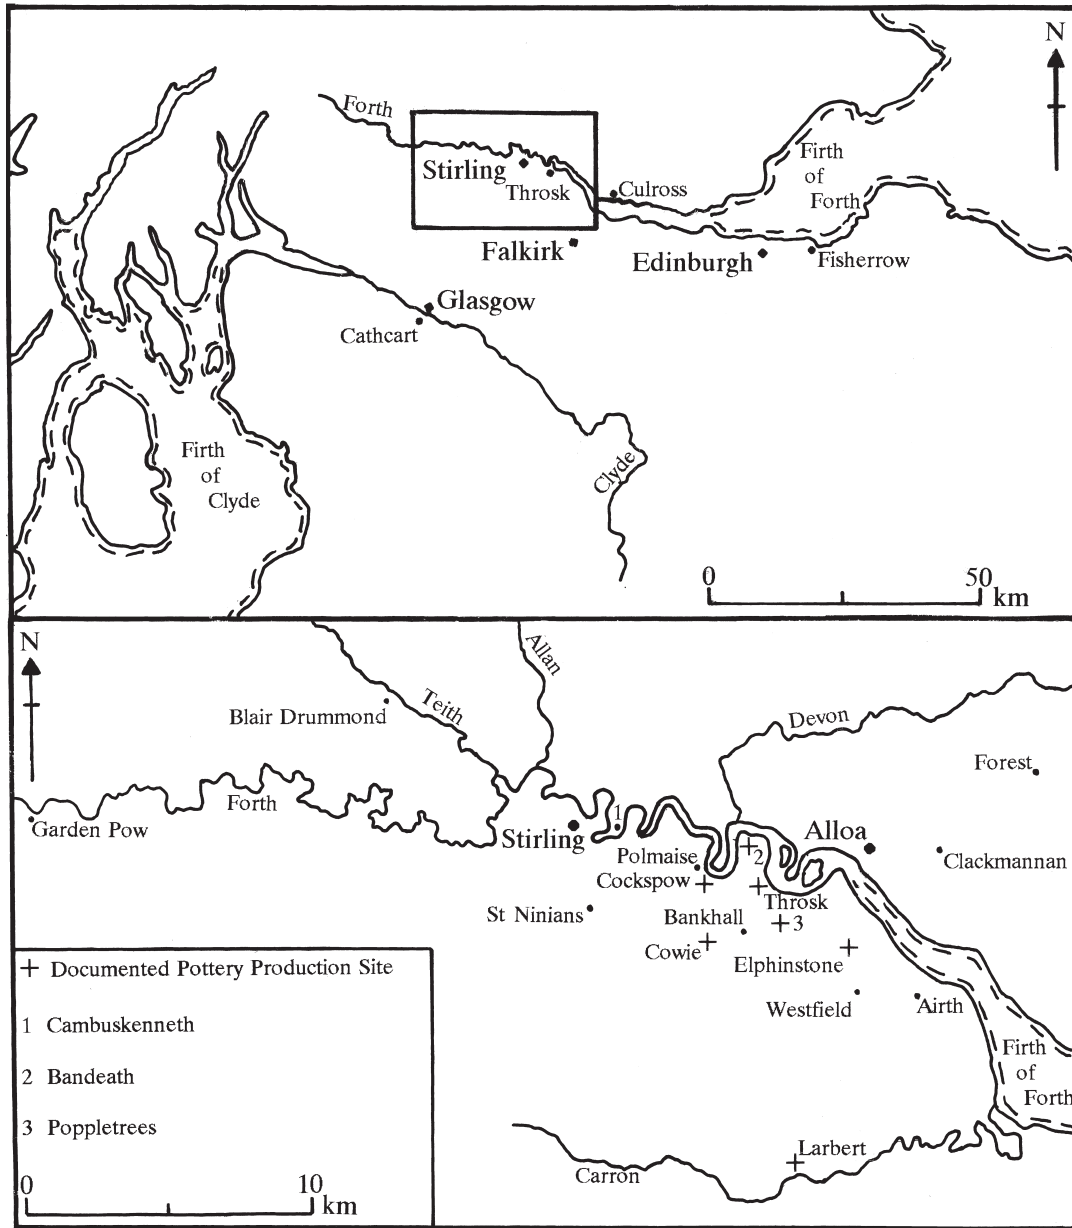 N
Forth
Stirling
Throsk
Culross
Firth
of
Forth
Falkirk
Edinburgh
Fisherrow
Glasgow
Cathcart
Firth
of
Clyde
Clyde
0
50
km
N
Allan
Teith
Blair Drummond
Devon
Forest
Forth
Garden Pow
Stirling
1
Alloa
Polmaise
2
Clackmannan
Cockspow
Throsk
St Ninians
Bankhall
3
Cowie
Elphinstone
Westfield
Airth
+ Documented Pottery Production Site
1 Cambuskenneth
2 Bandeath
3 Poppletrees
Firth
of
Forth
Larbert
Carron
0
10
km